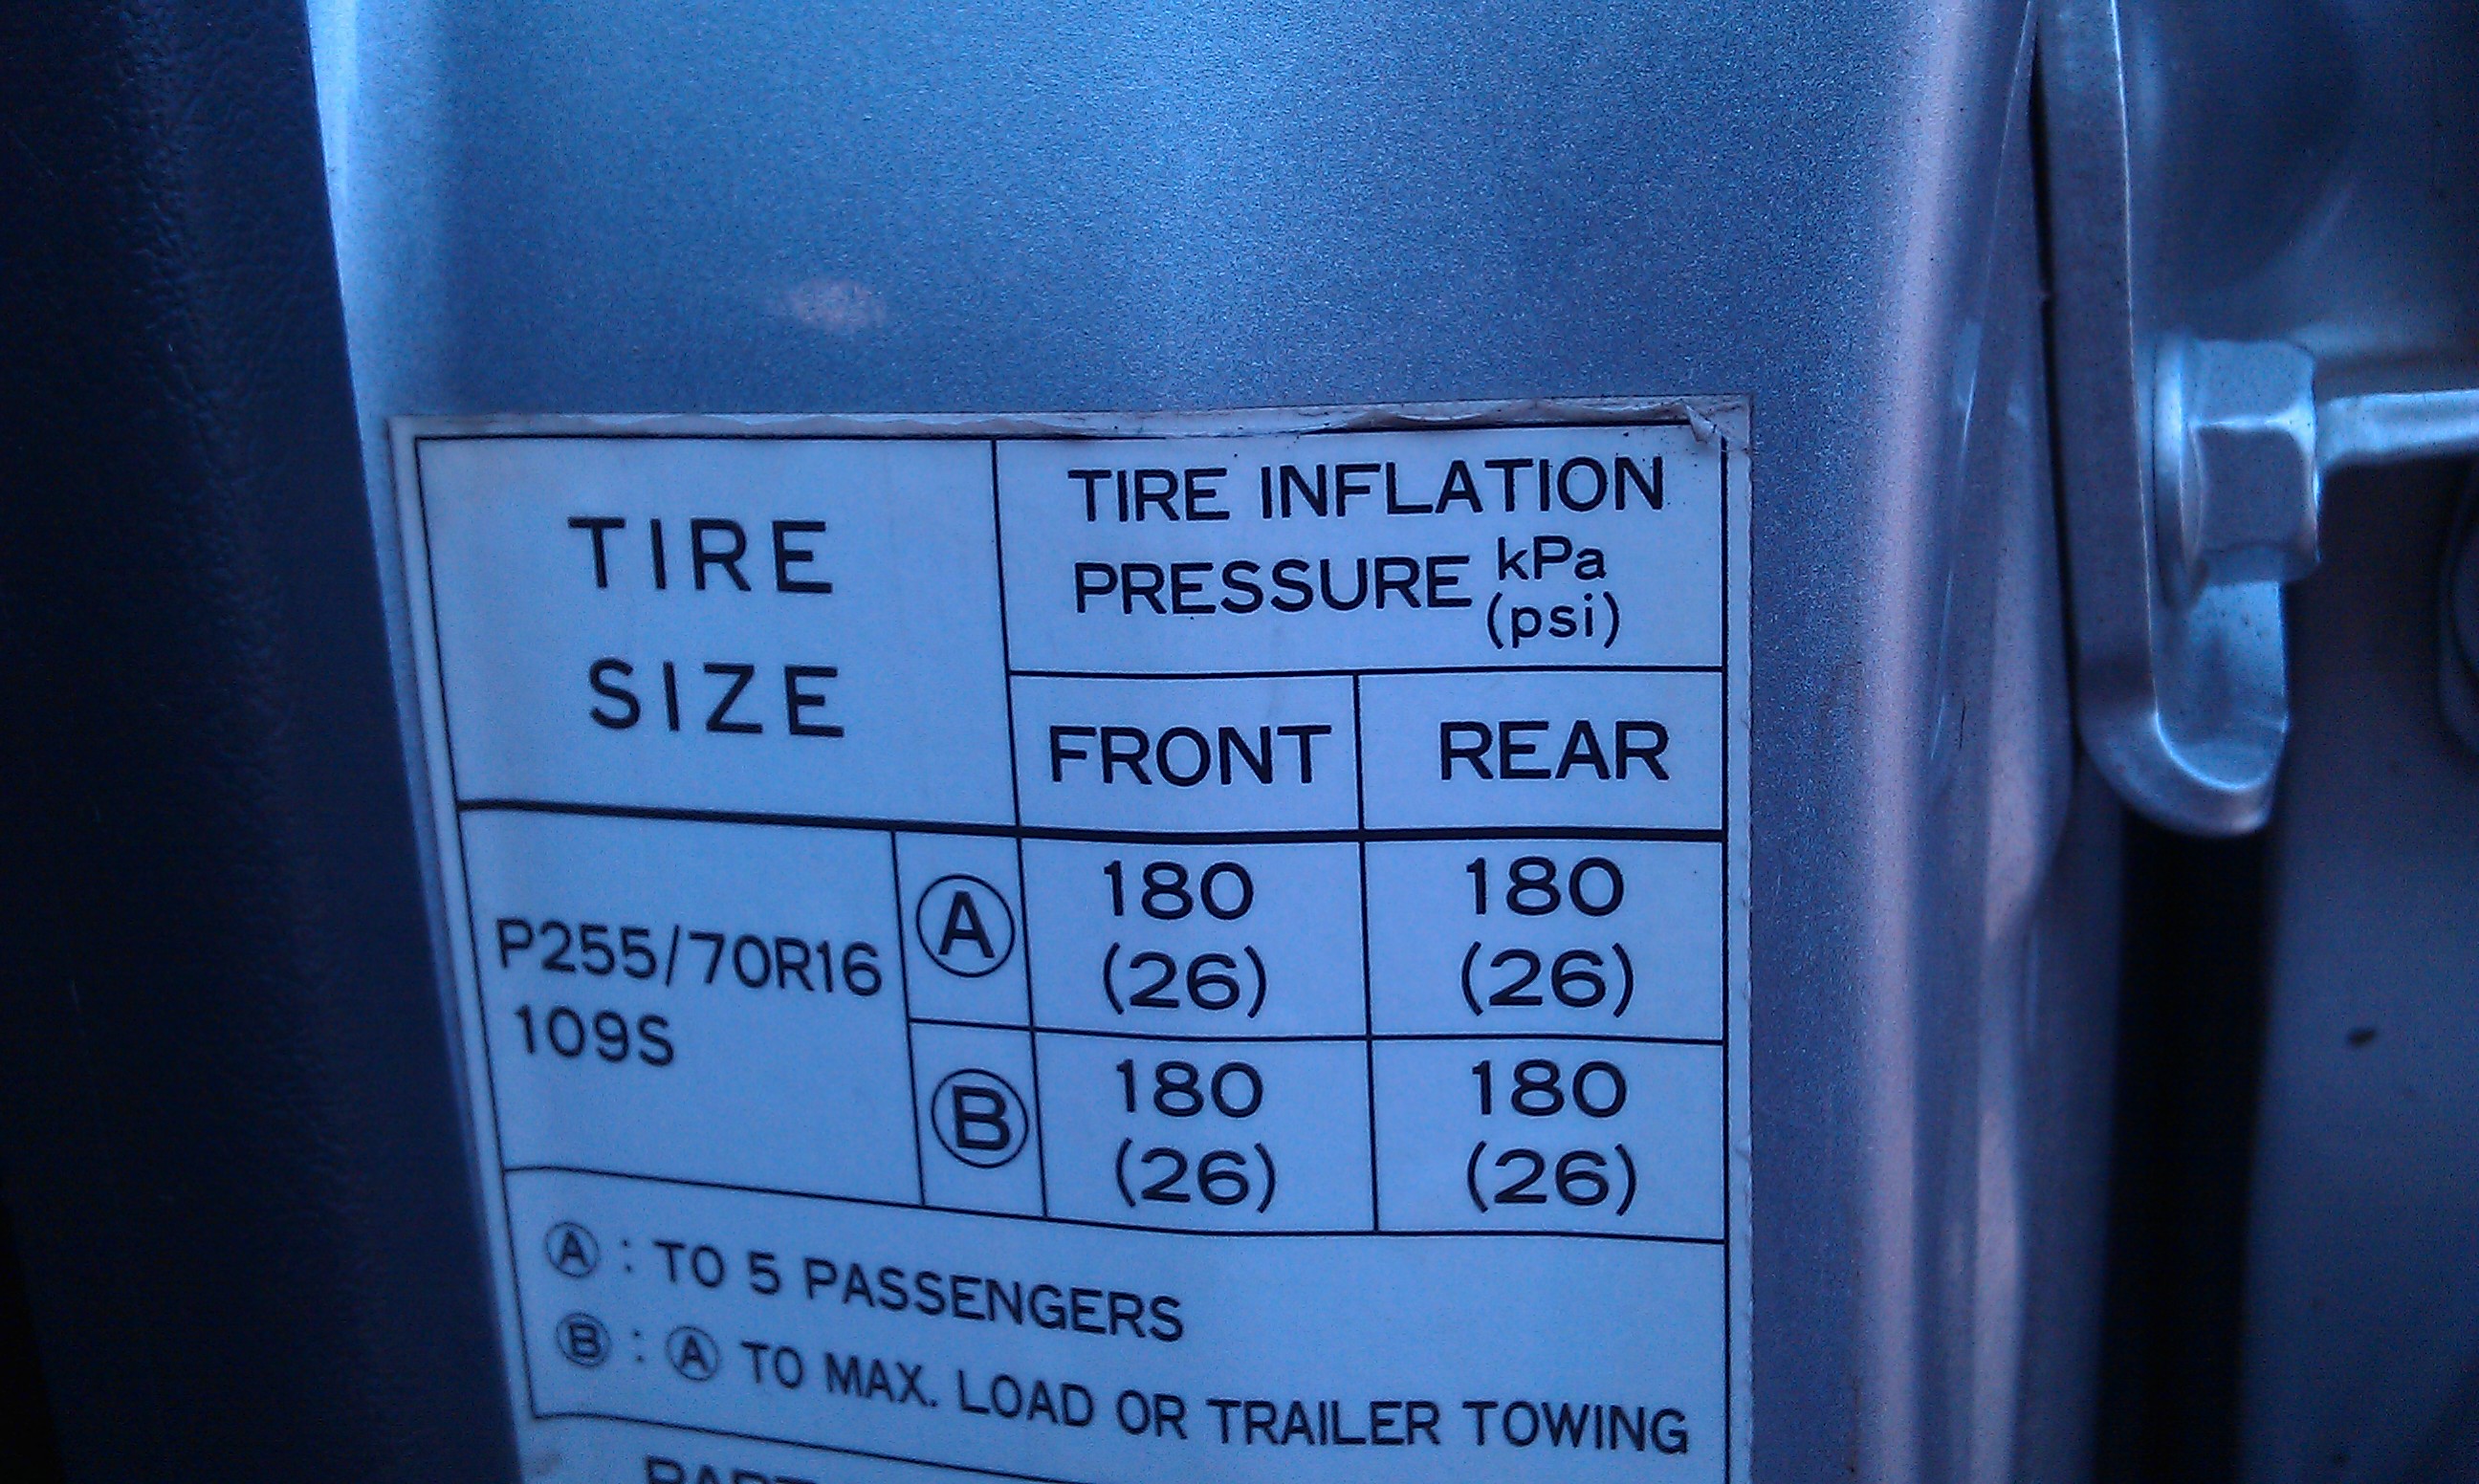 TIRE
SIZE
TIRE INFLATION
PRESSURE kPa
(psi)
FRONT REAR
P255/70R16
109S
Ⓐ 180 180
(26) (26)
Ⓑ 180 180
(26) (26)
Ⓐ : TO 5 PASSENGERS
Ⓑ : Ⓐ TO MAX. LOAD OR TRAILER TOWING